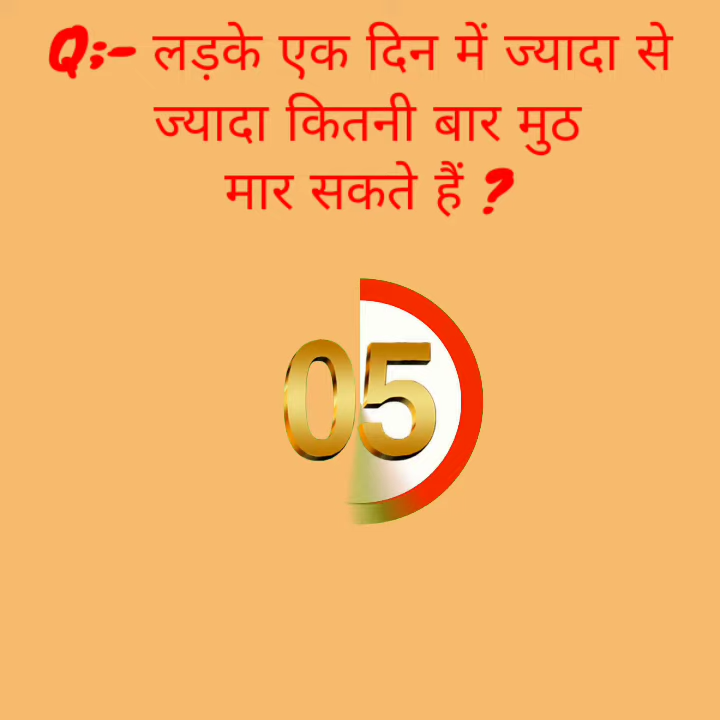 Q:- लड़के एक दिन में ज्यादा से
ज्यादा कितनी बार मुठ
मार सकते हैं ?
05